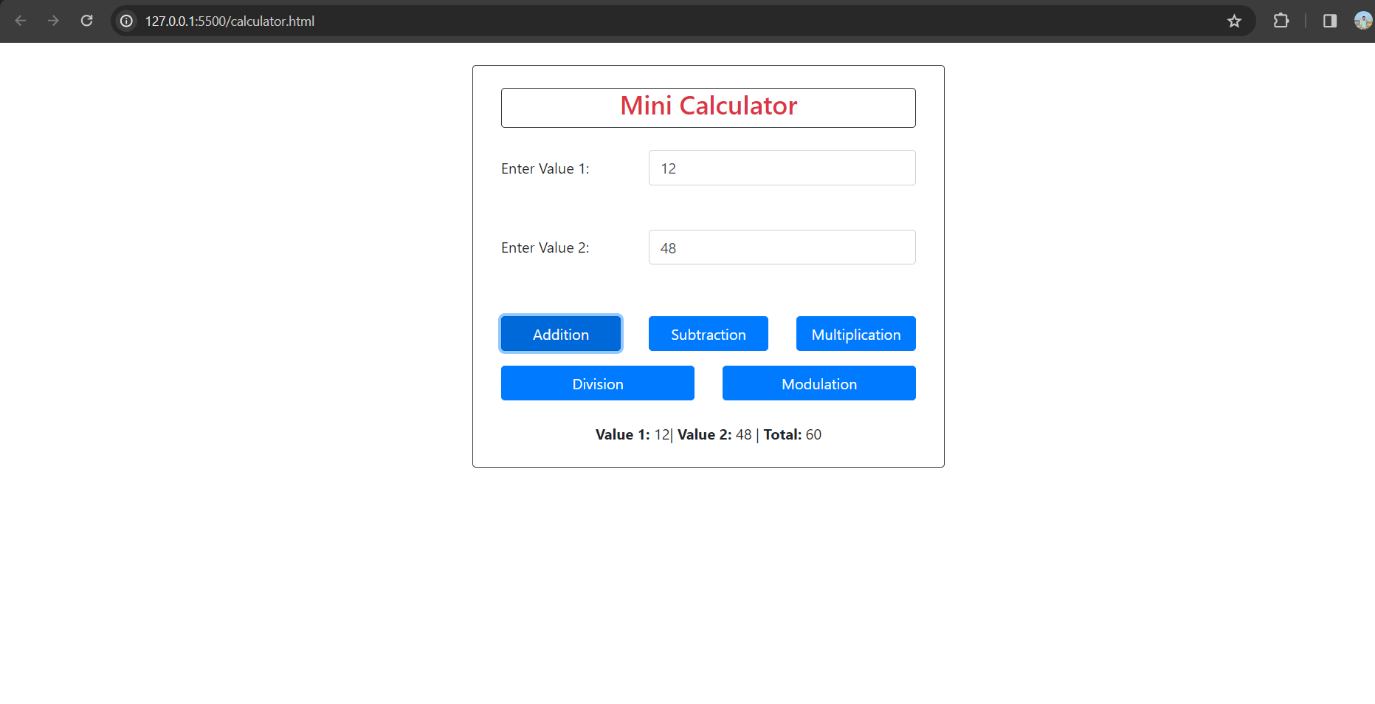 127.0.0.1:5500/calculator.html
Mini Calculator
Enter Value 1: 12
Enter Value 2: 48
Addition Subtraction Multiplication
Division Modulation
Value 1: 12| Value 2: 48 | Total: 60